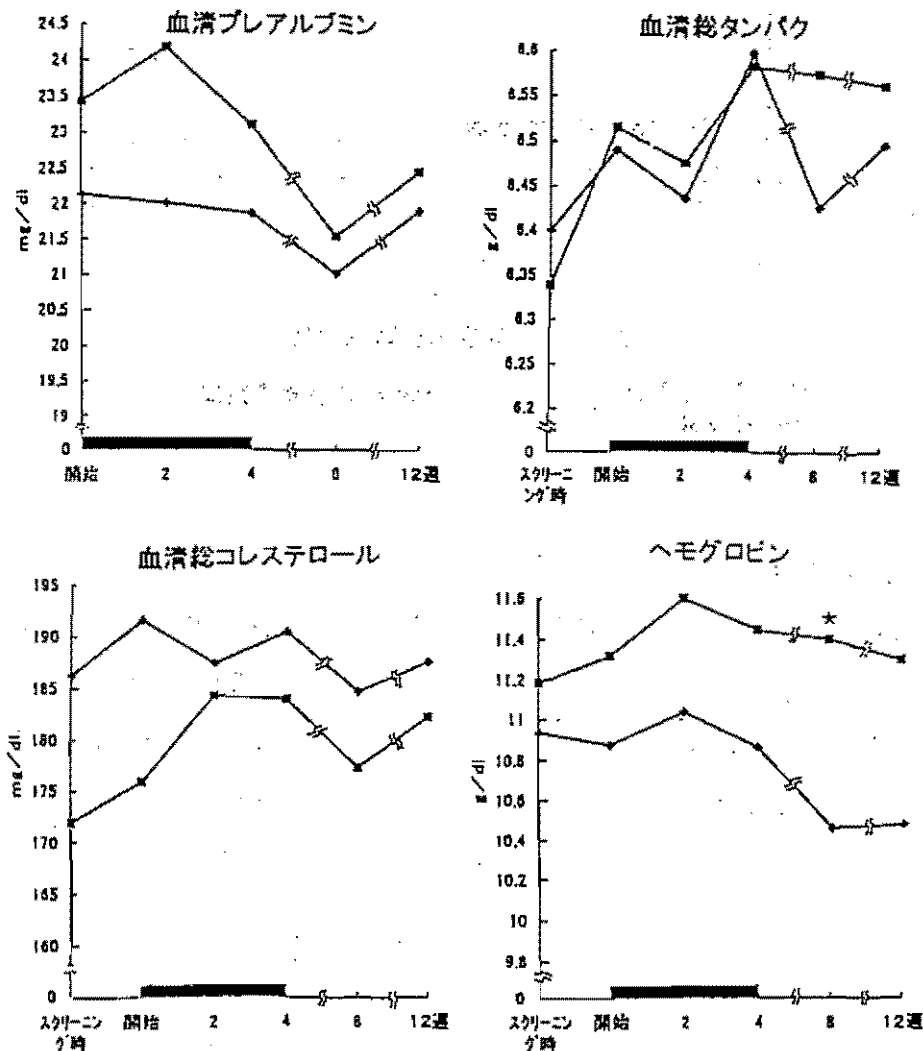 血清プレアルブミン
24.5
24
23.5
23
22.5
22
21.5
21
20.5
20
19.5
19
0
mg/dl
開始
2
4
8
12週
血清総タンパク
6.6
6.55
6.5
6.45
6.4
6.35
6.3
6.25
6.2
0
g/dl
スクリーニ
ング時
開始
2
4
8
12週
血清総コレステロール
195
190
185
180
175
172
165
160
0
mg/dl
スクリーニン
グ時
開始
2
4
8
12週
ヘモグロビン
11.6
11.4
11.2
11
10.8
10.6
10.4
10.2
10
9.8
0
g/dl
★
スクリーニン
グ時
開始
2
4
8
12週